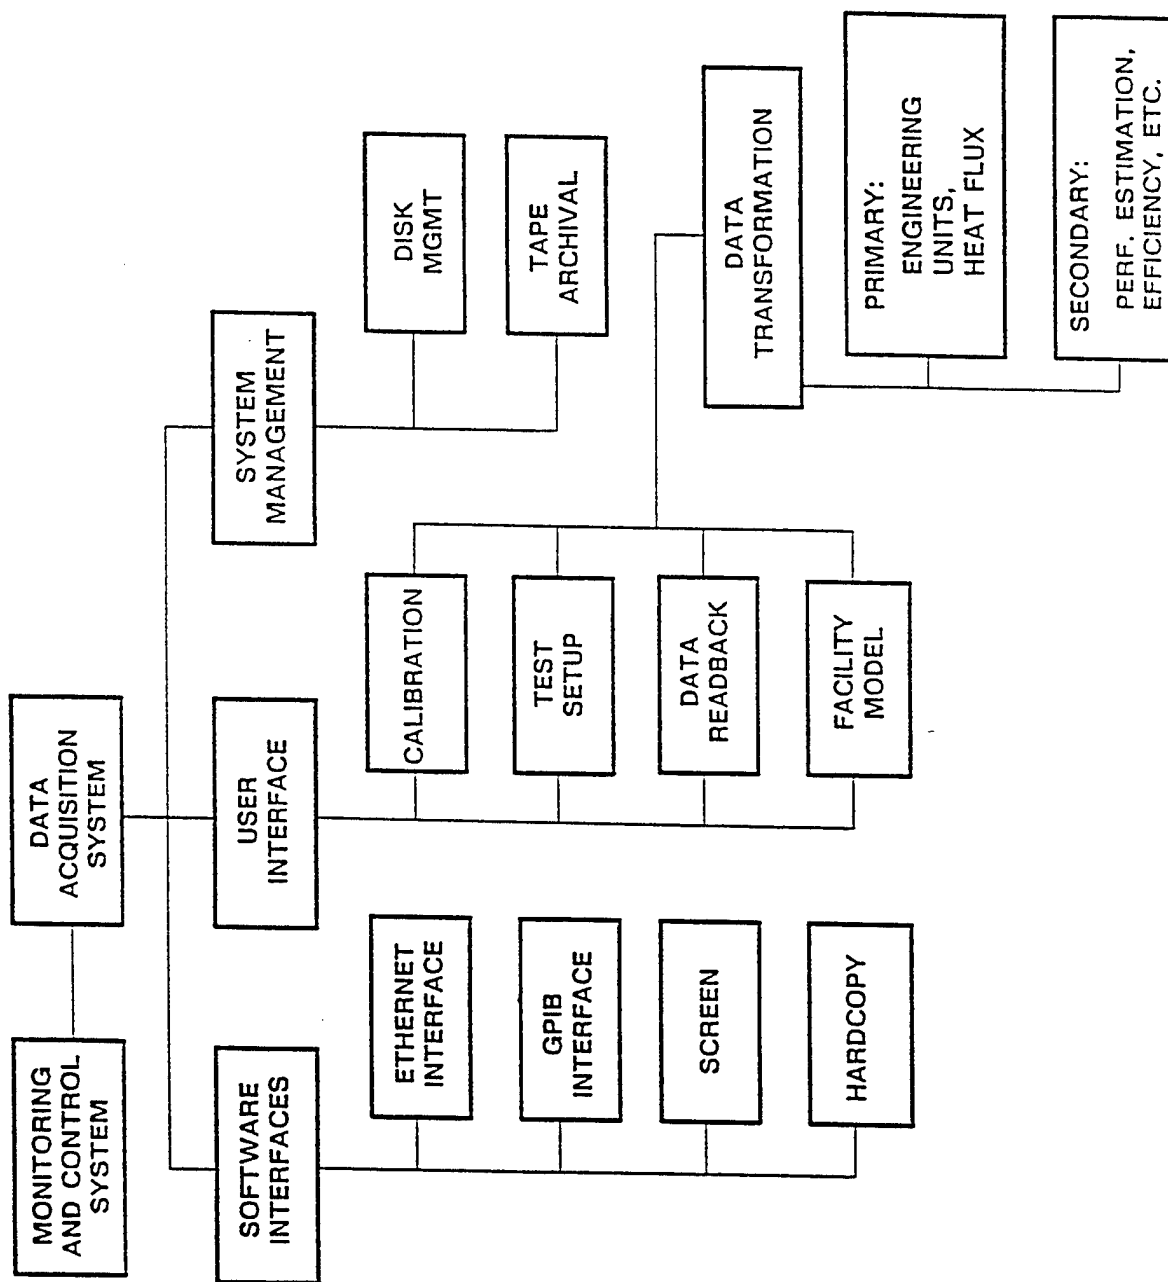 MONITORING
AND CONTROL
SYSTEM
DATA
ACQUISITION
SYSTEM
SOFTWARE
INTERFACES
USER
INTERFACE
SYSTEM
MANAGEMENT
ETHERNET
INTERFACE
GPIB
INTERFACE
SCREEN
HARDCOPY
CALIBRATION
TEST
SETUP
DATA
READBACK
FACILITY
MODEL
DISK
MGMT
TAPE
ARCHIVAL
DATA
TRANSFORMATION
PRIMARY:
ENGINEERING
UNITS,
HEAT FLUX
SECONDARY:
PERF. ESTIMATION,
EFFICIENCY, ETC.